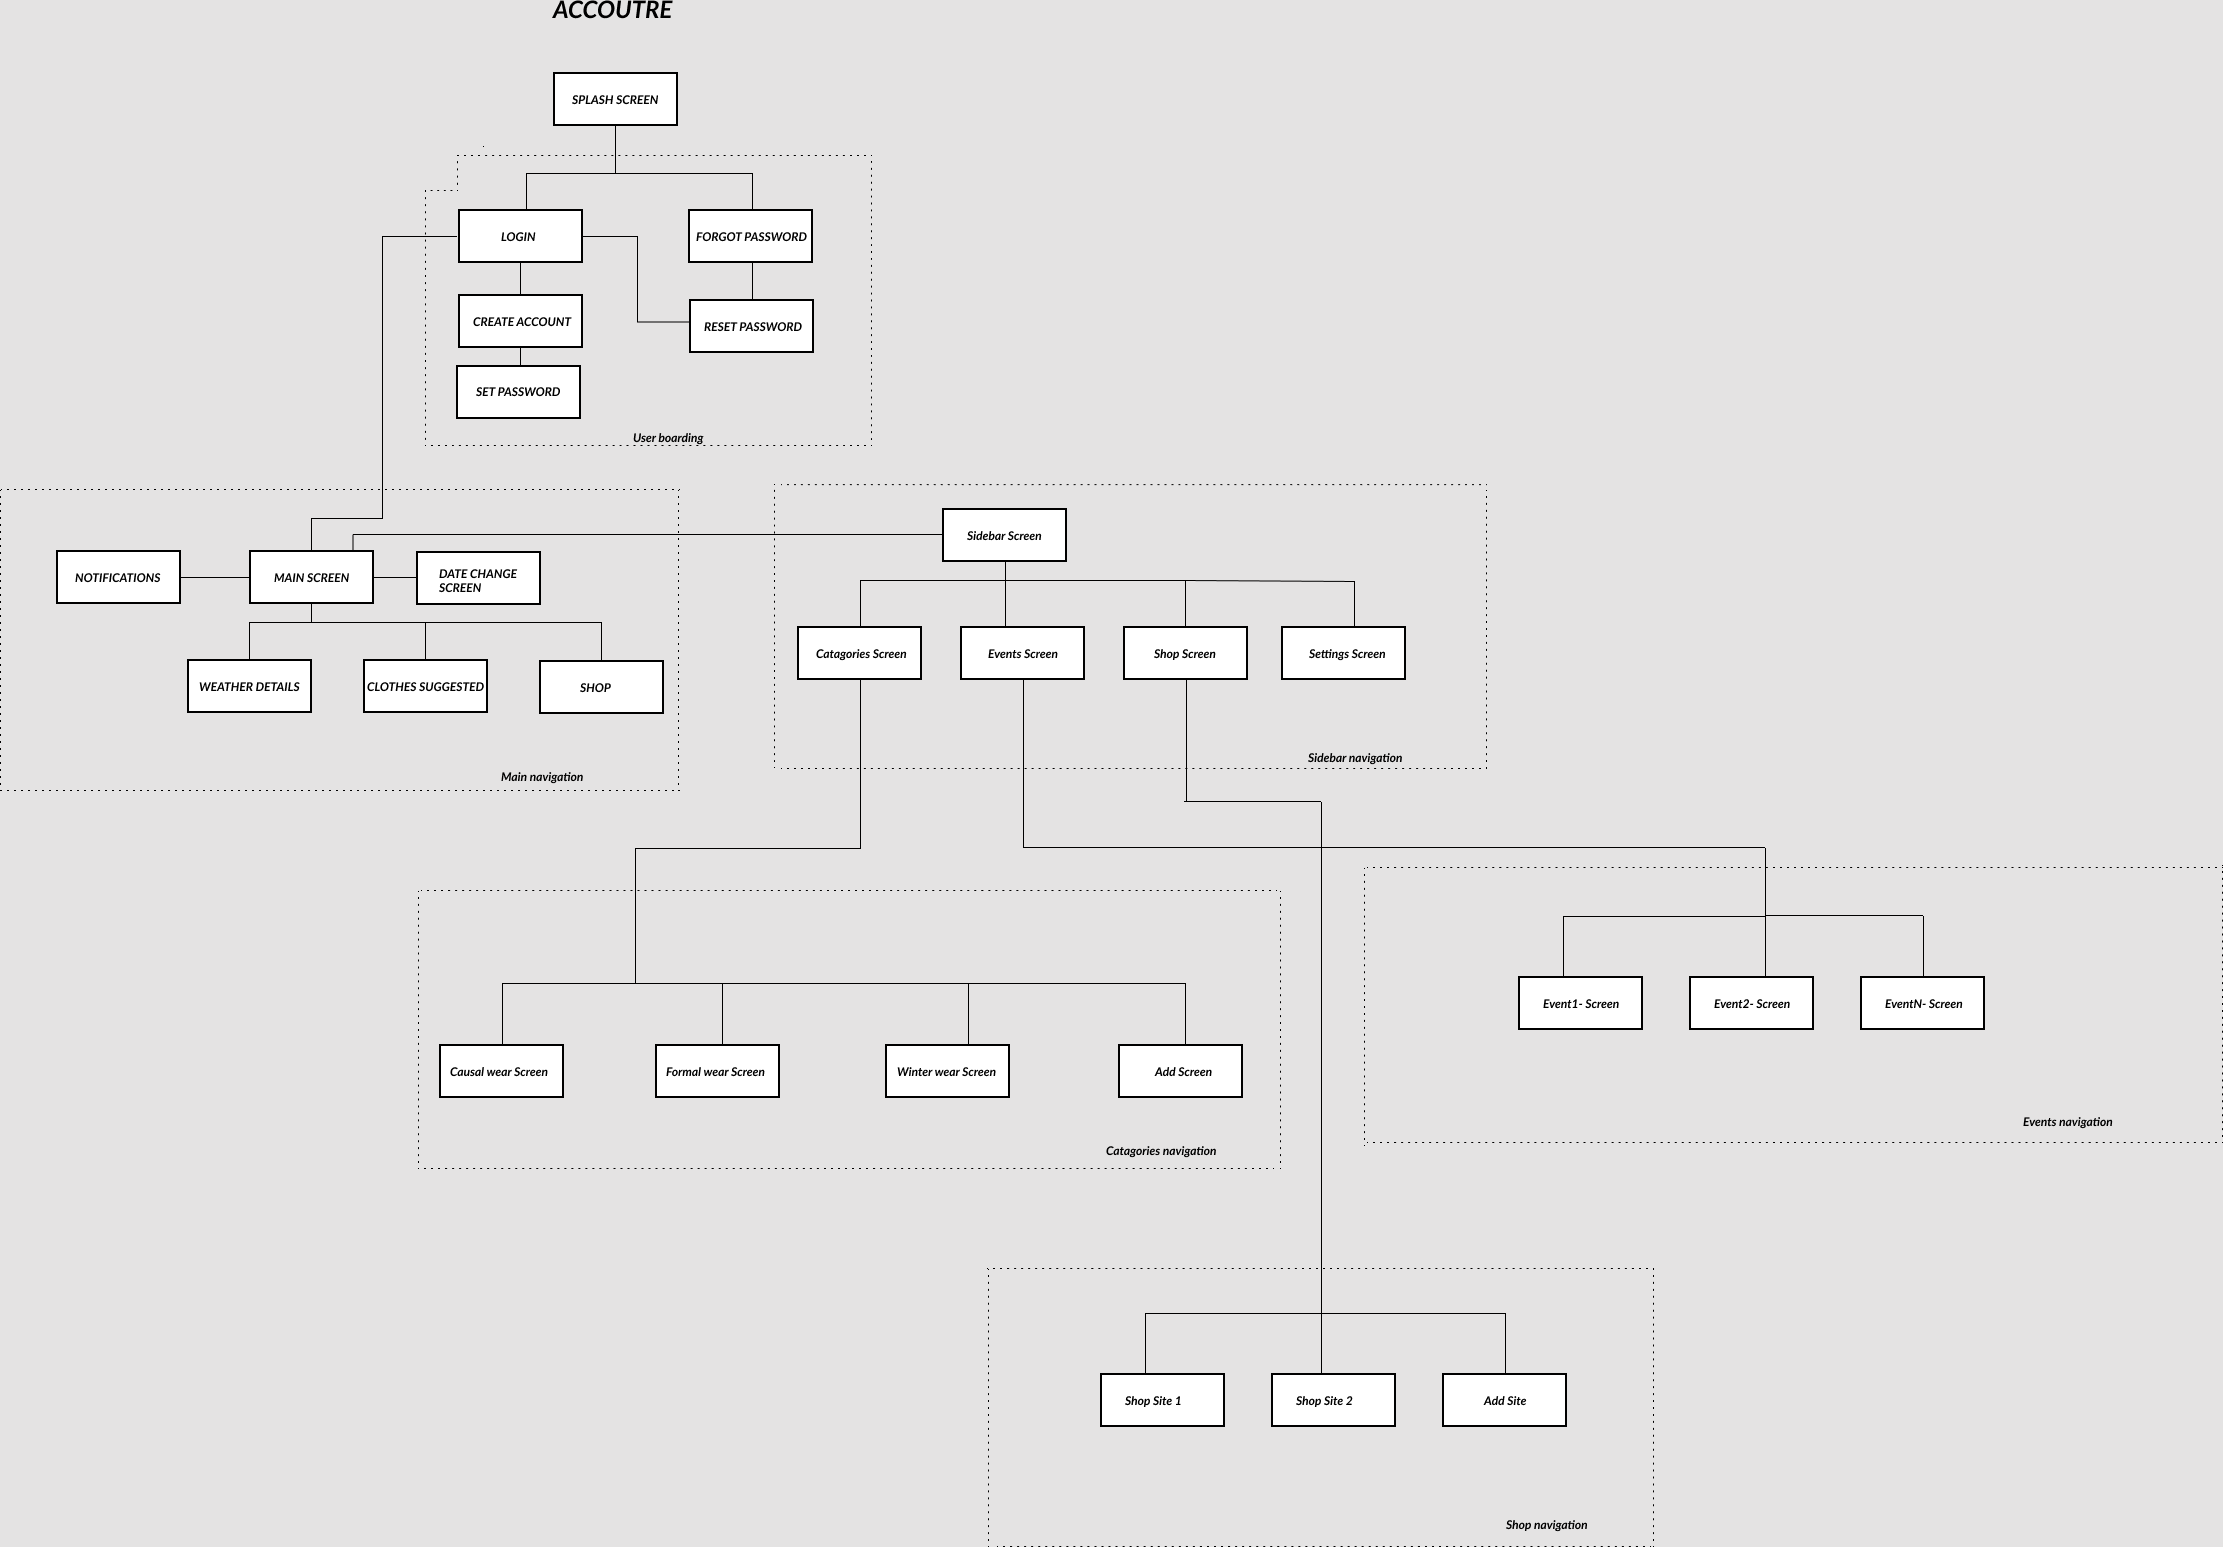 ACCOUTRE
SPLASH SCREEN
LOGIN
FORGOT PASSWORD
CREATE ACCOUNT
RESET PASSWORD
SET PASSWORD
User boarding
Sidebar Screen
NOTIFICATIONS
MAIN SCREEN
DATE CHANGE
SCREEN
Catagories Screen
Events Screen
Shop Screen
Settings Screen
WEATHER DETAILS
CLOTHES SUGGESTED
SHOP
Sidebar navigation
Main navigation
Event1- Screen
Event2- Screen
EventN- Screen
Causal wear Screen
Formal wear Screen
Winter wear Screen
Add Screen
Events navigation
Catagories navigation
Shop Site 1
Shop Site 2
Add Site
Shop navigation